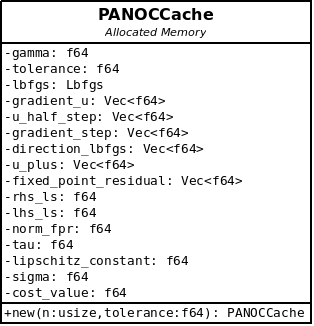 PANOCCache
Allocated Memory
-gamma: f64
-tolerance: f64
-lbfgs: Lbfgs
-gradient_u: Vec<f64>
-u_half_step: Vec<f64>
-gradient_step: Vec<f64>
-direction_lbfgs: Vec<f64>
-u_plus: Vec<f64>
-fixed_point_residual: Vec<f64>
-rhs_ls: f64
-lhs_ls: f64
-norm_fpr: f64
-tau: f64
-lipschitz_constant: f64
-sigma: f64
-cost_value: f64
+new(n:usize,tolerance:f64): PANOCCache